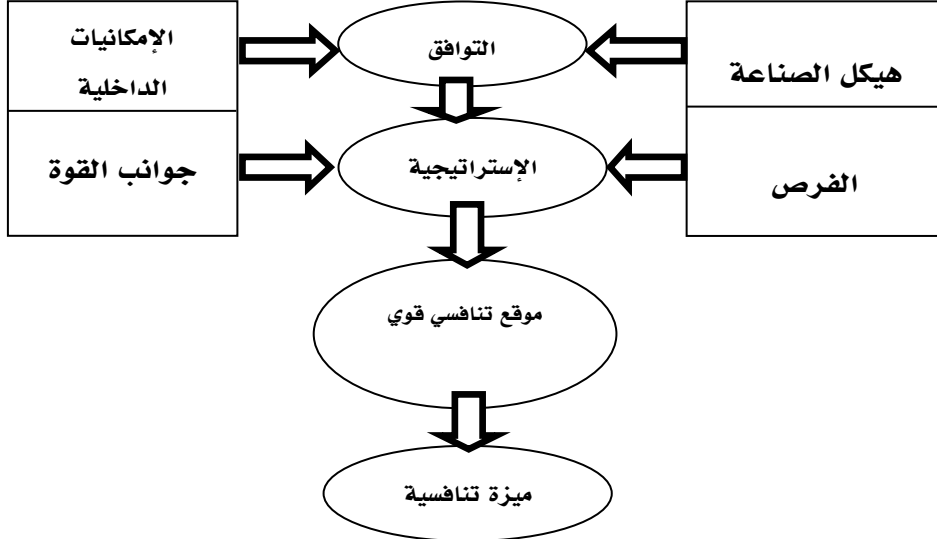 هيكل الصناعة
التوافق
الإمكانيات
الداخلية
الفرص
الإستراتيجية
جوانب القوة
موقع تنافسي قوي
ميزة تنافسية